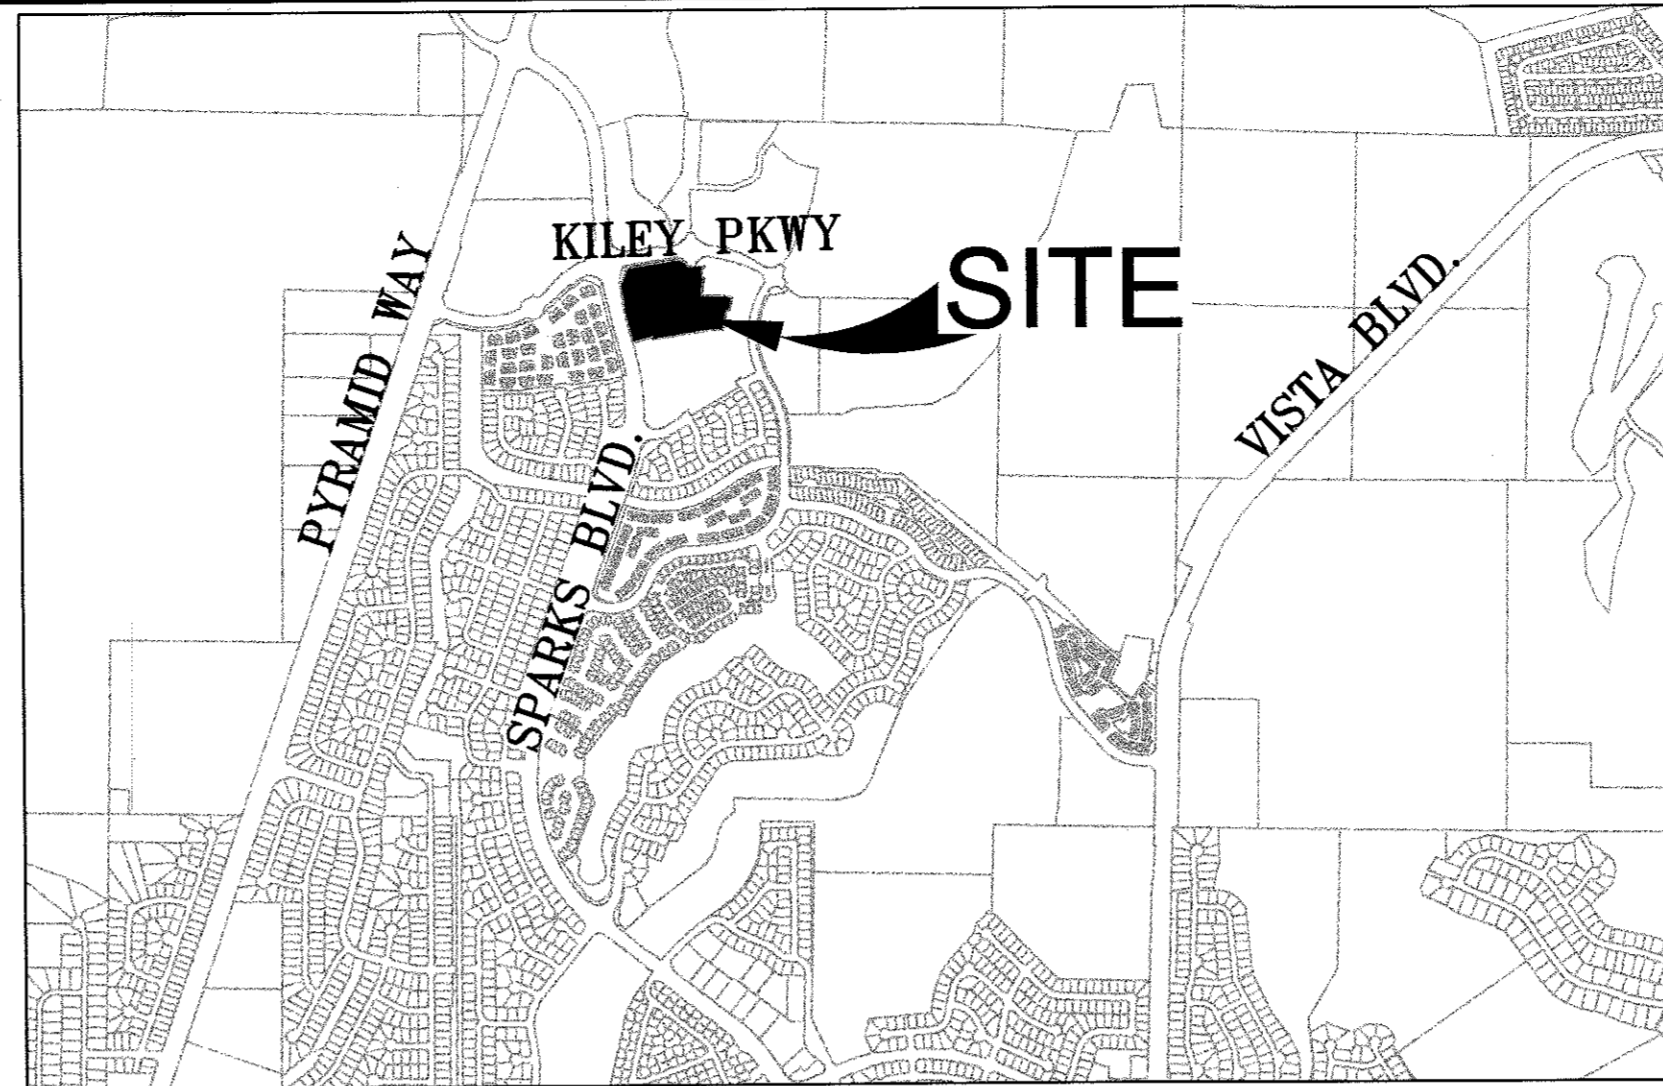 KILEY PKWY
SITE
PYRAMID WAY
VISTA BLVD.
SPARKS BLVD.